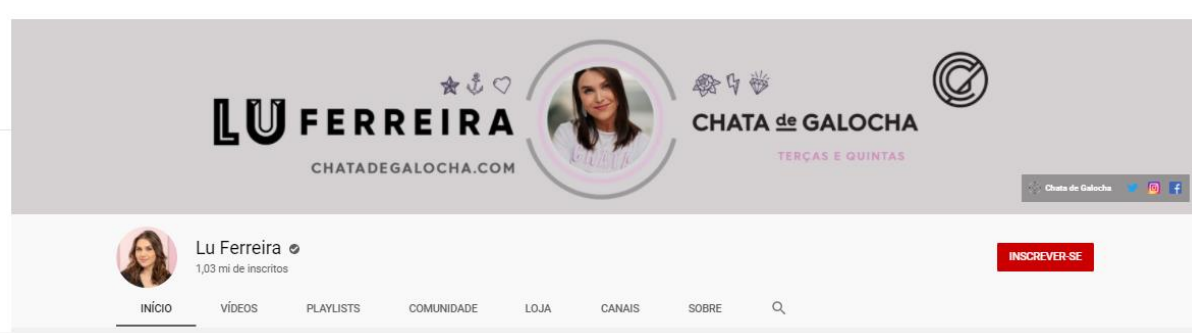 LU FERREIRA
CHATADEGALOCHA.COM
CHATA
CHATA de GALOCHA
TERÇAS E QUINTAS
Chata de Galocha
Lu Ferreira
1,03 mi de inscritos
INSCREVER-SE
INÍCIO VÍDEOS PLAYLISTS COMUNIDADE LOJA CANAIS SOBRE